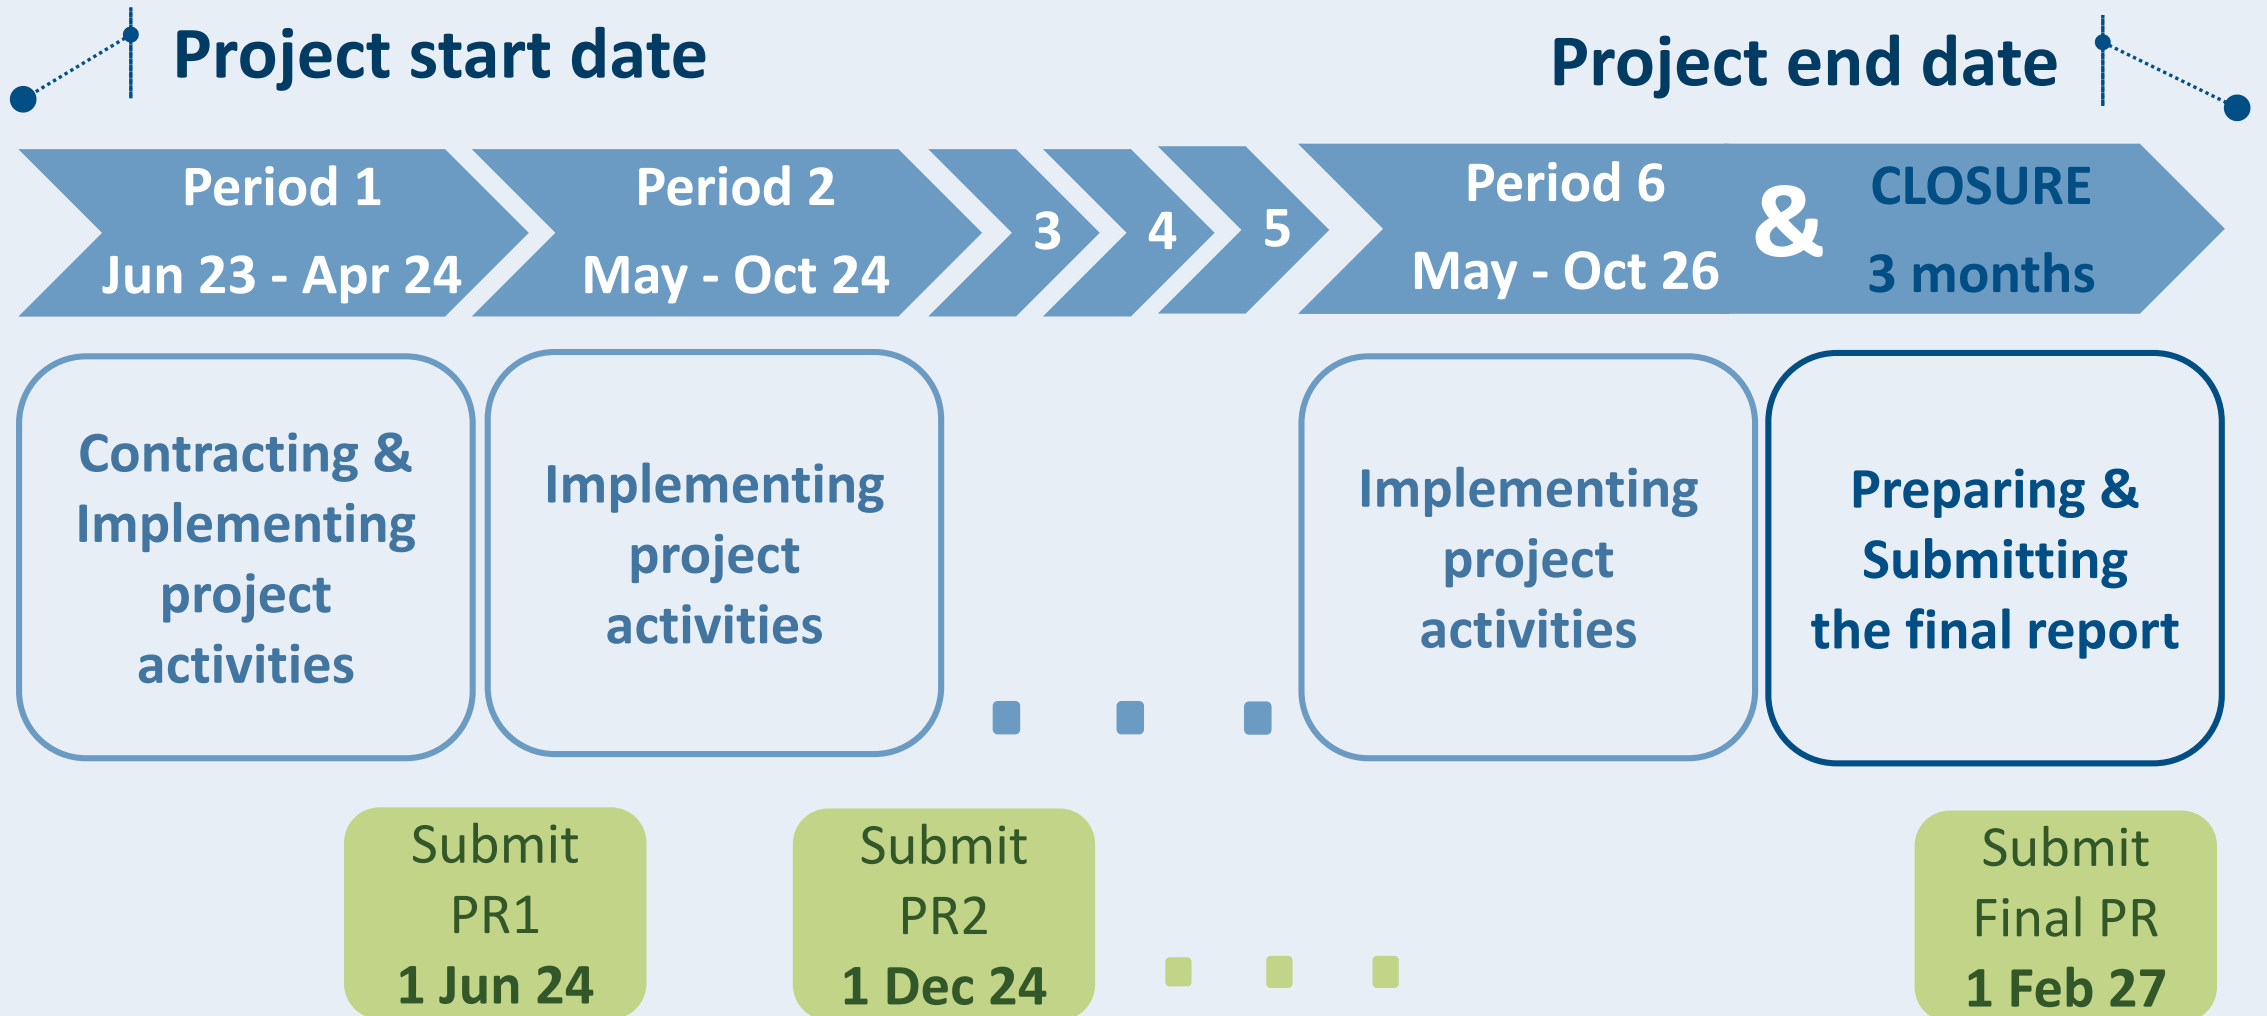 Project start date
Project end date
Period 1
Jun 23 - Apr 24
Period 2
May - Oct 24
3
4
5
Period 6
May - Oct 26
&
CLOSURE
3 months
Contracting &
Implementing
project
activities
Implementing
project
activities
Implementing
project
activities
Preparing &
Submitting
the final report
Submit
PR1
1 Jun 24
Submit
PR2
1 Dec 24
Submit
Final PR
1 Feb 27